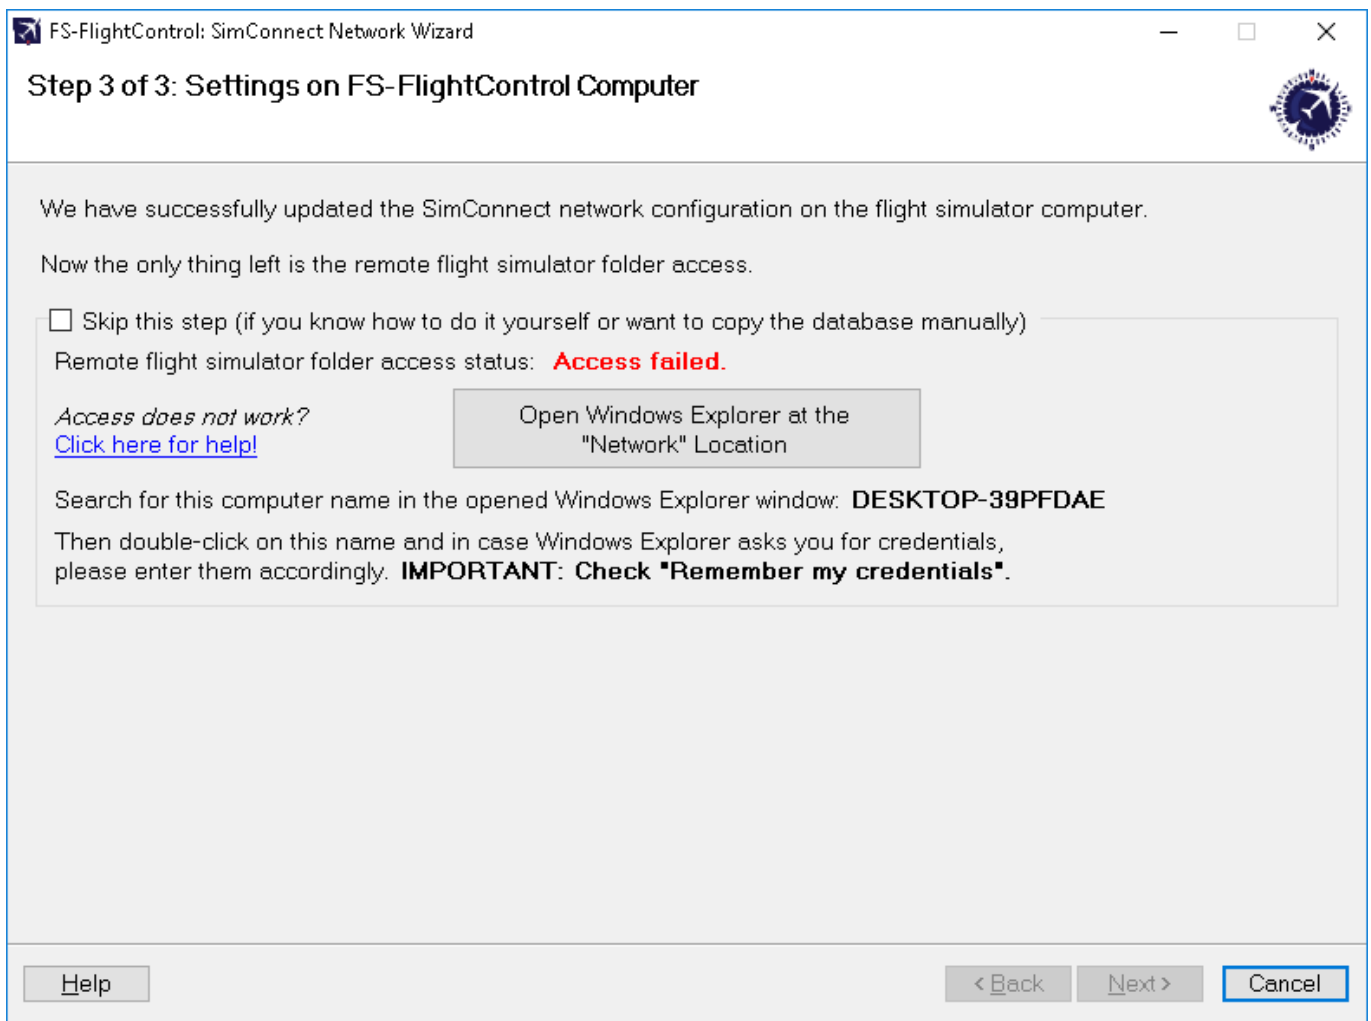 FS-FlightControl: SimConnect Network Wizard
Step 3 of 3: Settings on FS-FlightControl Computer
We have successfully updated the SimConnect network configuration on the flight simulator computer.
Now the only thing left is the remote flight simulator folder access.
Skip this step (if you know how to do it yourself or want to copy the database manually)
Remote flight simulator folder access status: Access failed.
Access does not work?
Click here for help!
Open Windows Explorer at the
"Network" Location
Search for this computer name in the opened Windows Explorer window: DESKTOP-39PFDAE
Then double-click on this name and in case Windows Explorer asks you for credentials,
please enter them accordingly. IMPORTANT: Check "Remember my credentials".
Help
< Back
Next >
Cancel